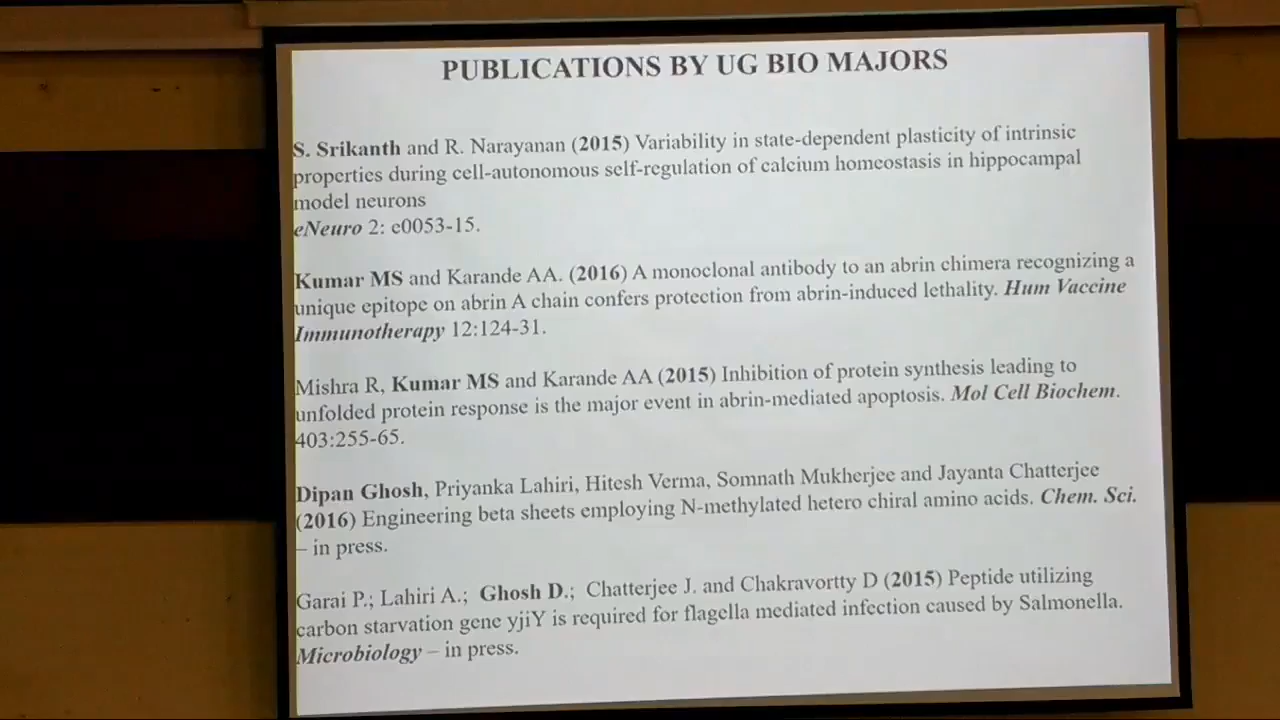 PUBLICATIONS BY UG BIO MAJORS
S. Srikanth and R. Narayanan (2015) Variability in state-dependent plasticity of intrinsic
properties during cell-autonomous self-regulation of calcium homeostasis in hippocampal
model neurons
eNeuro 2: e0053-15.
Kumar MS and Karande AA. (2016) A monoclonal antibody to an abrin chimera recognizing a
unique epitope on abrin A chain confers protection from abrin-induced lethality. Hum Vaccine
Immunotherapy 12:124-31.
Mishra R, Kumar MS and Karande AA (2015) Inhibition of protein synthesis leading to
unfolded protein response is the major event in abrin-mediated apoptosis. Mol Cell Biochem.
403:255-65.
Dipan Ghosh, Priyanka Lahiri, Hitesh Verma, Somnath Mukherjee and Jayanta Chatterjee
(2016) Engineering beta sheets employing N-methylated hetero chiral amino acids. Chem. Sci.
– in press.
Garai P.; Lahiri A.; Ghosh D.; Chatterjee J. and Chakravortty D (2015) Peptide utilizing
carbon starvation gene yjiY is required for flagella mediated infection caused by Salmonella.
Microbiology – in press.